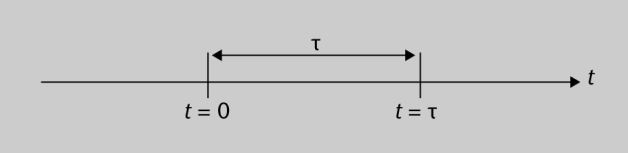 τ
t
t = 0
t = τ